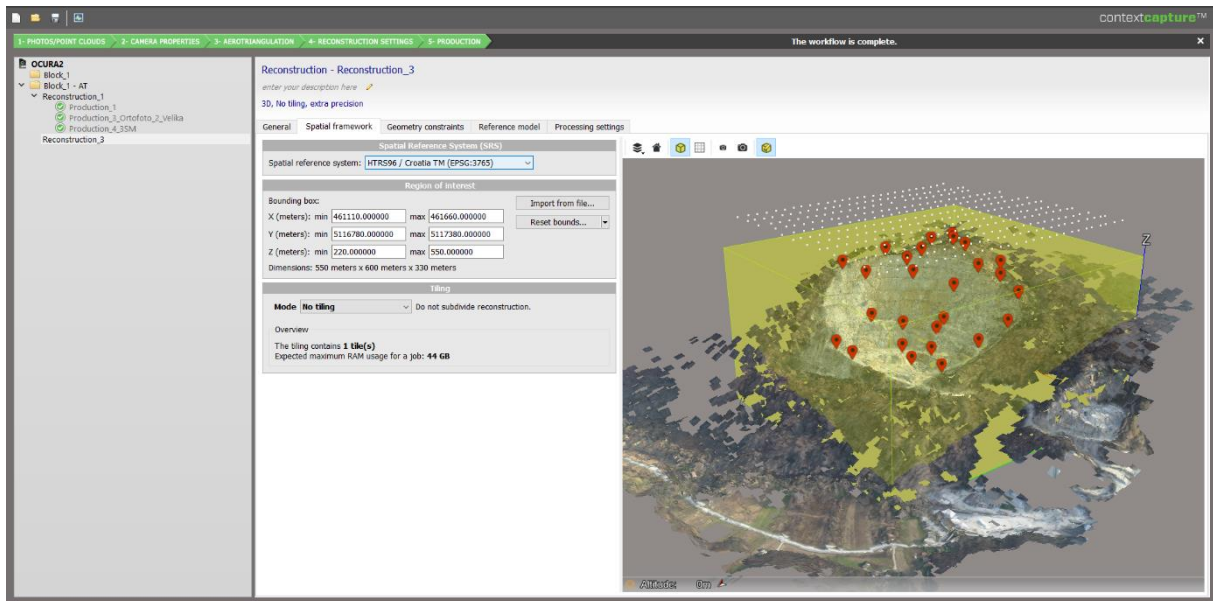 contextcapture™
1- PHOTOS/POINT CLOUDS 2- CAMERA PROPERTIES 3- AEROTRIANGULATION 4- RECONSTRUCTION SETTINGS 5- PRODUCTION The workflow is complete.
OCURA2
Block_1
Block_1 - AT
Reconstruction_1
Production_1
Production_3_Ortofoto_2_Velika
Production_4_3SM
Reconstruction_3
Reconstruction - Reconstruction_3
enter your description here
3D, No tiling, extra precision
General Spatial framework Geometry constraints Reference model Processing settings
Spatial Reference System (SRS)
Spatial reference system: HTRS96 / Croatia TM (EPSG:3765)
Region of interest
Bounding box:
Import from file...
X (meters): min 461110.000000 max 461660.000000
Reset bounds...
Y (meters): min 5116780.000000 max 5117380.000000
Z (meters): min 220.000000 max 550.000000
Dimensions: 550 meters x 600 meters x 330 meters
Tiling
Mode No tiling Do not subdivide reconstruction.
Overview
The tiling contains 1 tile(s)
Expected maximum RAM usage for a job: 44 GB
Z
Altitude: 0m